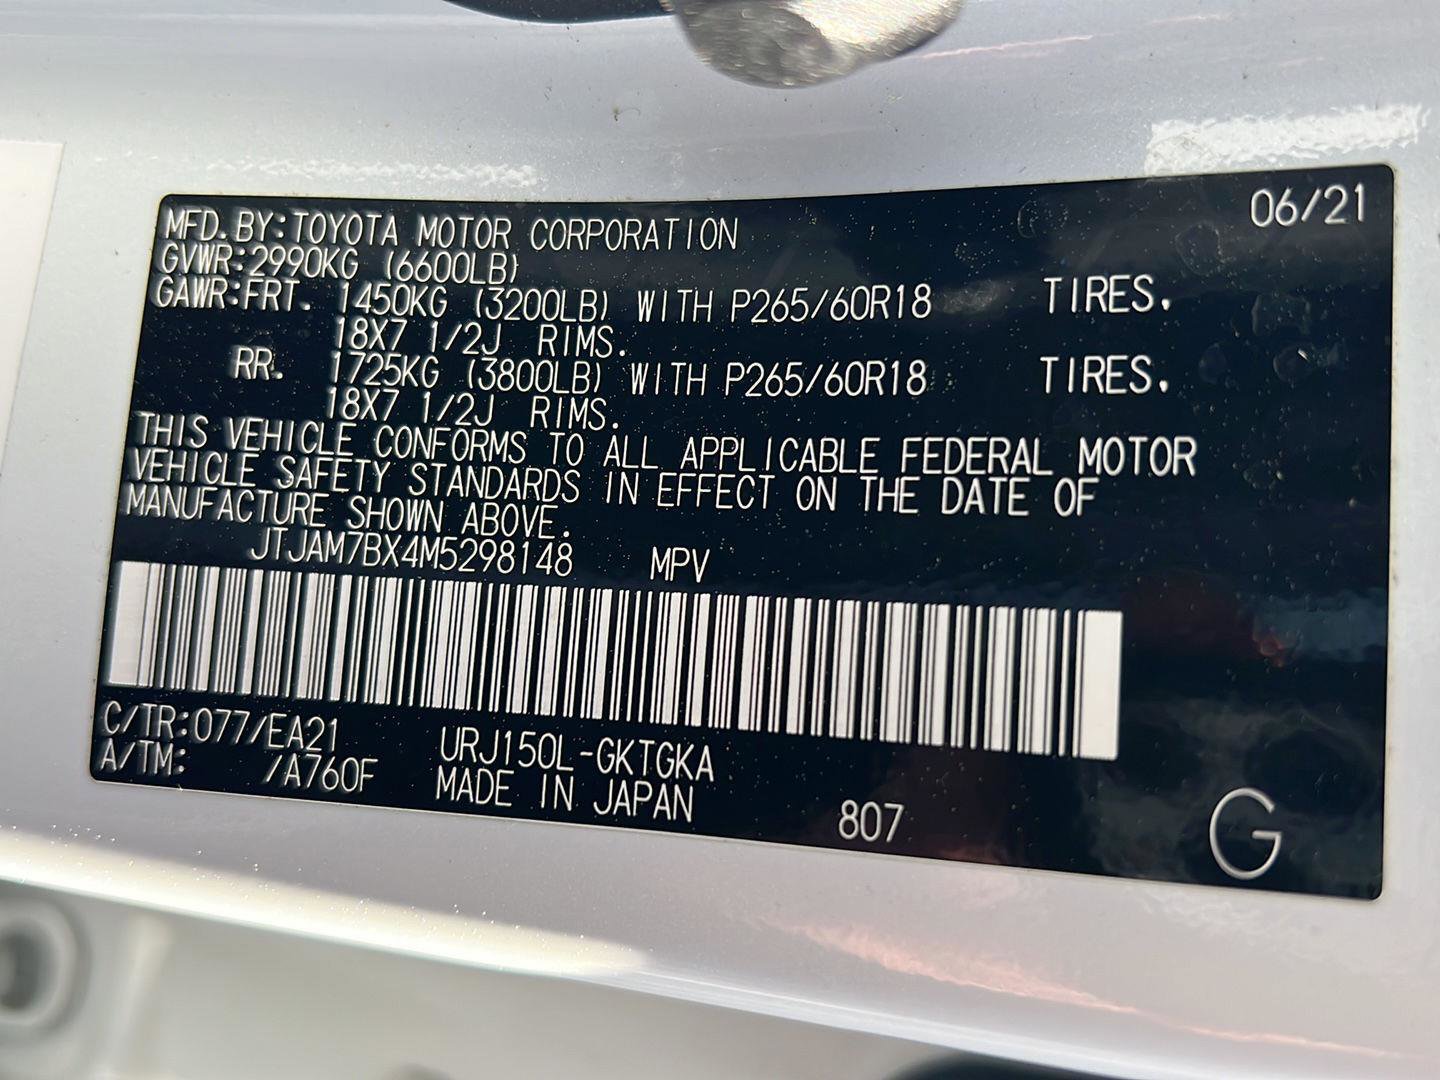 06/21
MFD. BY:TOYOTA MOTOR CORPORATION
GVWR:2990KG (6600LB)
GAWR:FRT. 1450KG (3200LB) WITH P265/60R18 TIRES.
18X7 1/2J RIMS.
RR. 1725KG (3800LB) WITH P265/60R18 TIRES.
18X7 1/2J RIMS.
THIS VEHICLE CONFORMS TO ALL APPLICABLE FEDERAL MOTOR
VEHICLE SAFETY STANDARDS IN EFFECT ON THE DATE OF
MANUFACTURE SHOWN ABOVE.
JTJAM7BX4M5298148 MPV
C/TR:077/EA21 URJ150L-GKTGKA
A/TM: /A760F MADE IN JAPAN
807
G